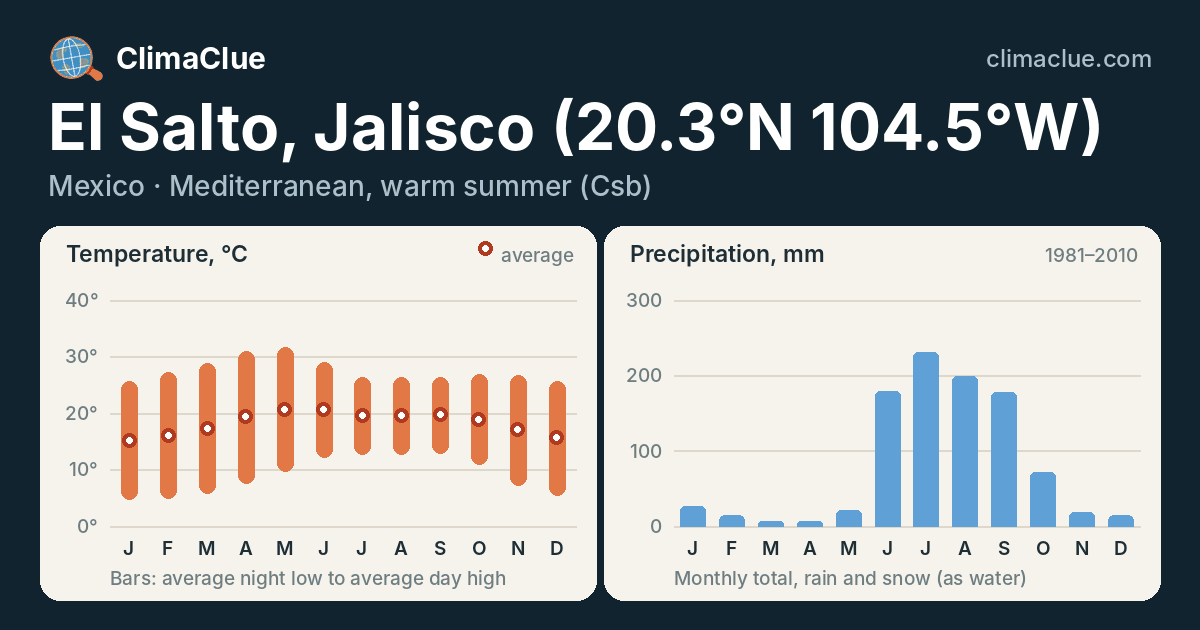 ClimaClue
climaclue.com
El Salto, Jalisco (20.3°N 104.5°W)
Mexico · Mediterranean, warm summer (Csb)
Temperature, °C
average
40°
30°
20°
10°
0°
J F M A M J J A S O N D
Bars: average night low to average day high
Precipitation, mm
1981–2010
300
200
100
0
J F M A M J J A S O N D
Monthly total, rain and snow (as water)